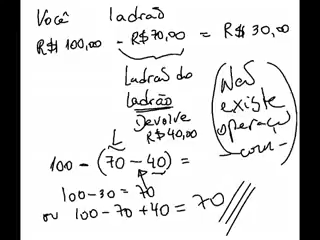 Você ladrão
R$ 100,00 - R$ 70,00 = R$ 30,00
Ladrão do
ladrão
Devolve
R$ 40,00
L
100 - (70 - 40) =
100 - 30 = 70
ou 100 - 70 + 40 = 70
(Não
existe
operação
- com -)